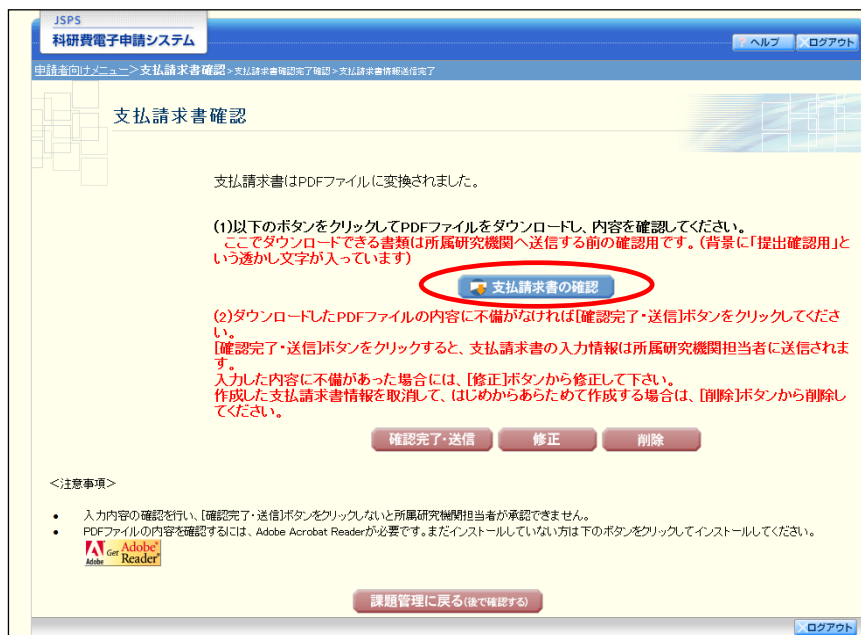 JSPS
科研費電子申請システム
? ヘルプ
ログアウト
申請者向けメニュー>支払請求書確認>支払請求書確認完了確認>支払請求書情報送信完了
支払請求書確認
支払請求書はPDFファイルに変換されました。
(1)以下のボタンをクリックしてPDFファイルをダウンロードし、内容を確認してください。
ここでダウンロードできる書類は所属研究機関へ送信する前の確認用です。(背景に「提出確認用」と
いう透かし文字が入っています)
支払請求書の確認
(2)ダウンロードしたPDFファイルの内容に不備がなければ[確認完了・送信]ボタンをクリックしてくださ
い。
[確認完了・送信]ボタンをクリックすると、支払請求書の入力情報は所属研究機関担当者に送信されま
す。
入力した内容に不備があった場合には、[修正]ボタンから修正して下さい。
作成した支払請求書情報を取消して、はじめからあらためて作成する場合は、[削除]ボタンから削除し
てください。
確認完了・送信
修正
削除
<注意事項>
• 入力内容の確認を行い、[確認完了・送信]ボタンをクリックしないと所属研究機関担当者が承認できません。
• PDFファイルの内容を確認するには、Adobe Acrobat Readerが必要です。まだインストールしていない方は下のボタンをクリックしてインストールしてください。
Adobe Get Adobe® Reader®
課題管理に戻る(後で確認する)
ログアウト